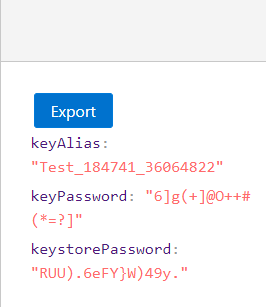 Export
keyAlias:
"Test_184741_36064822"
keyPassword: "6]g(+]@O++#
(*=?]"
keystorePassword:
"RUU).6eFY}W)49y."